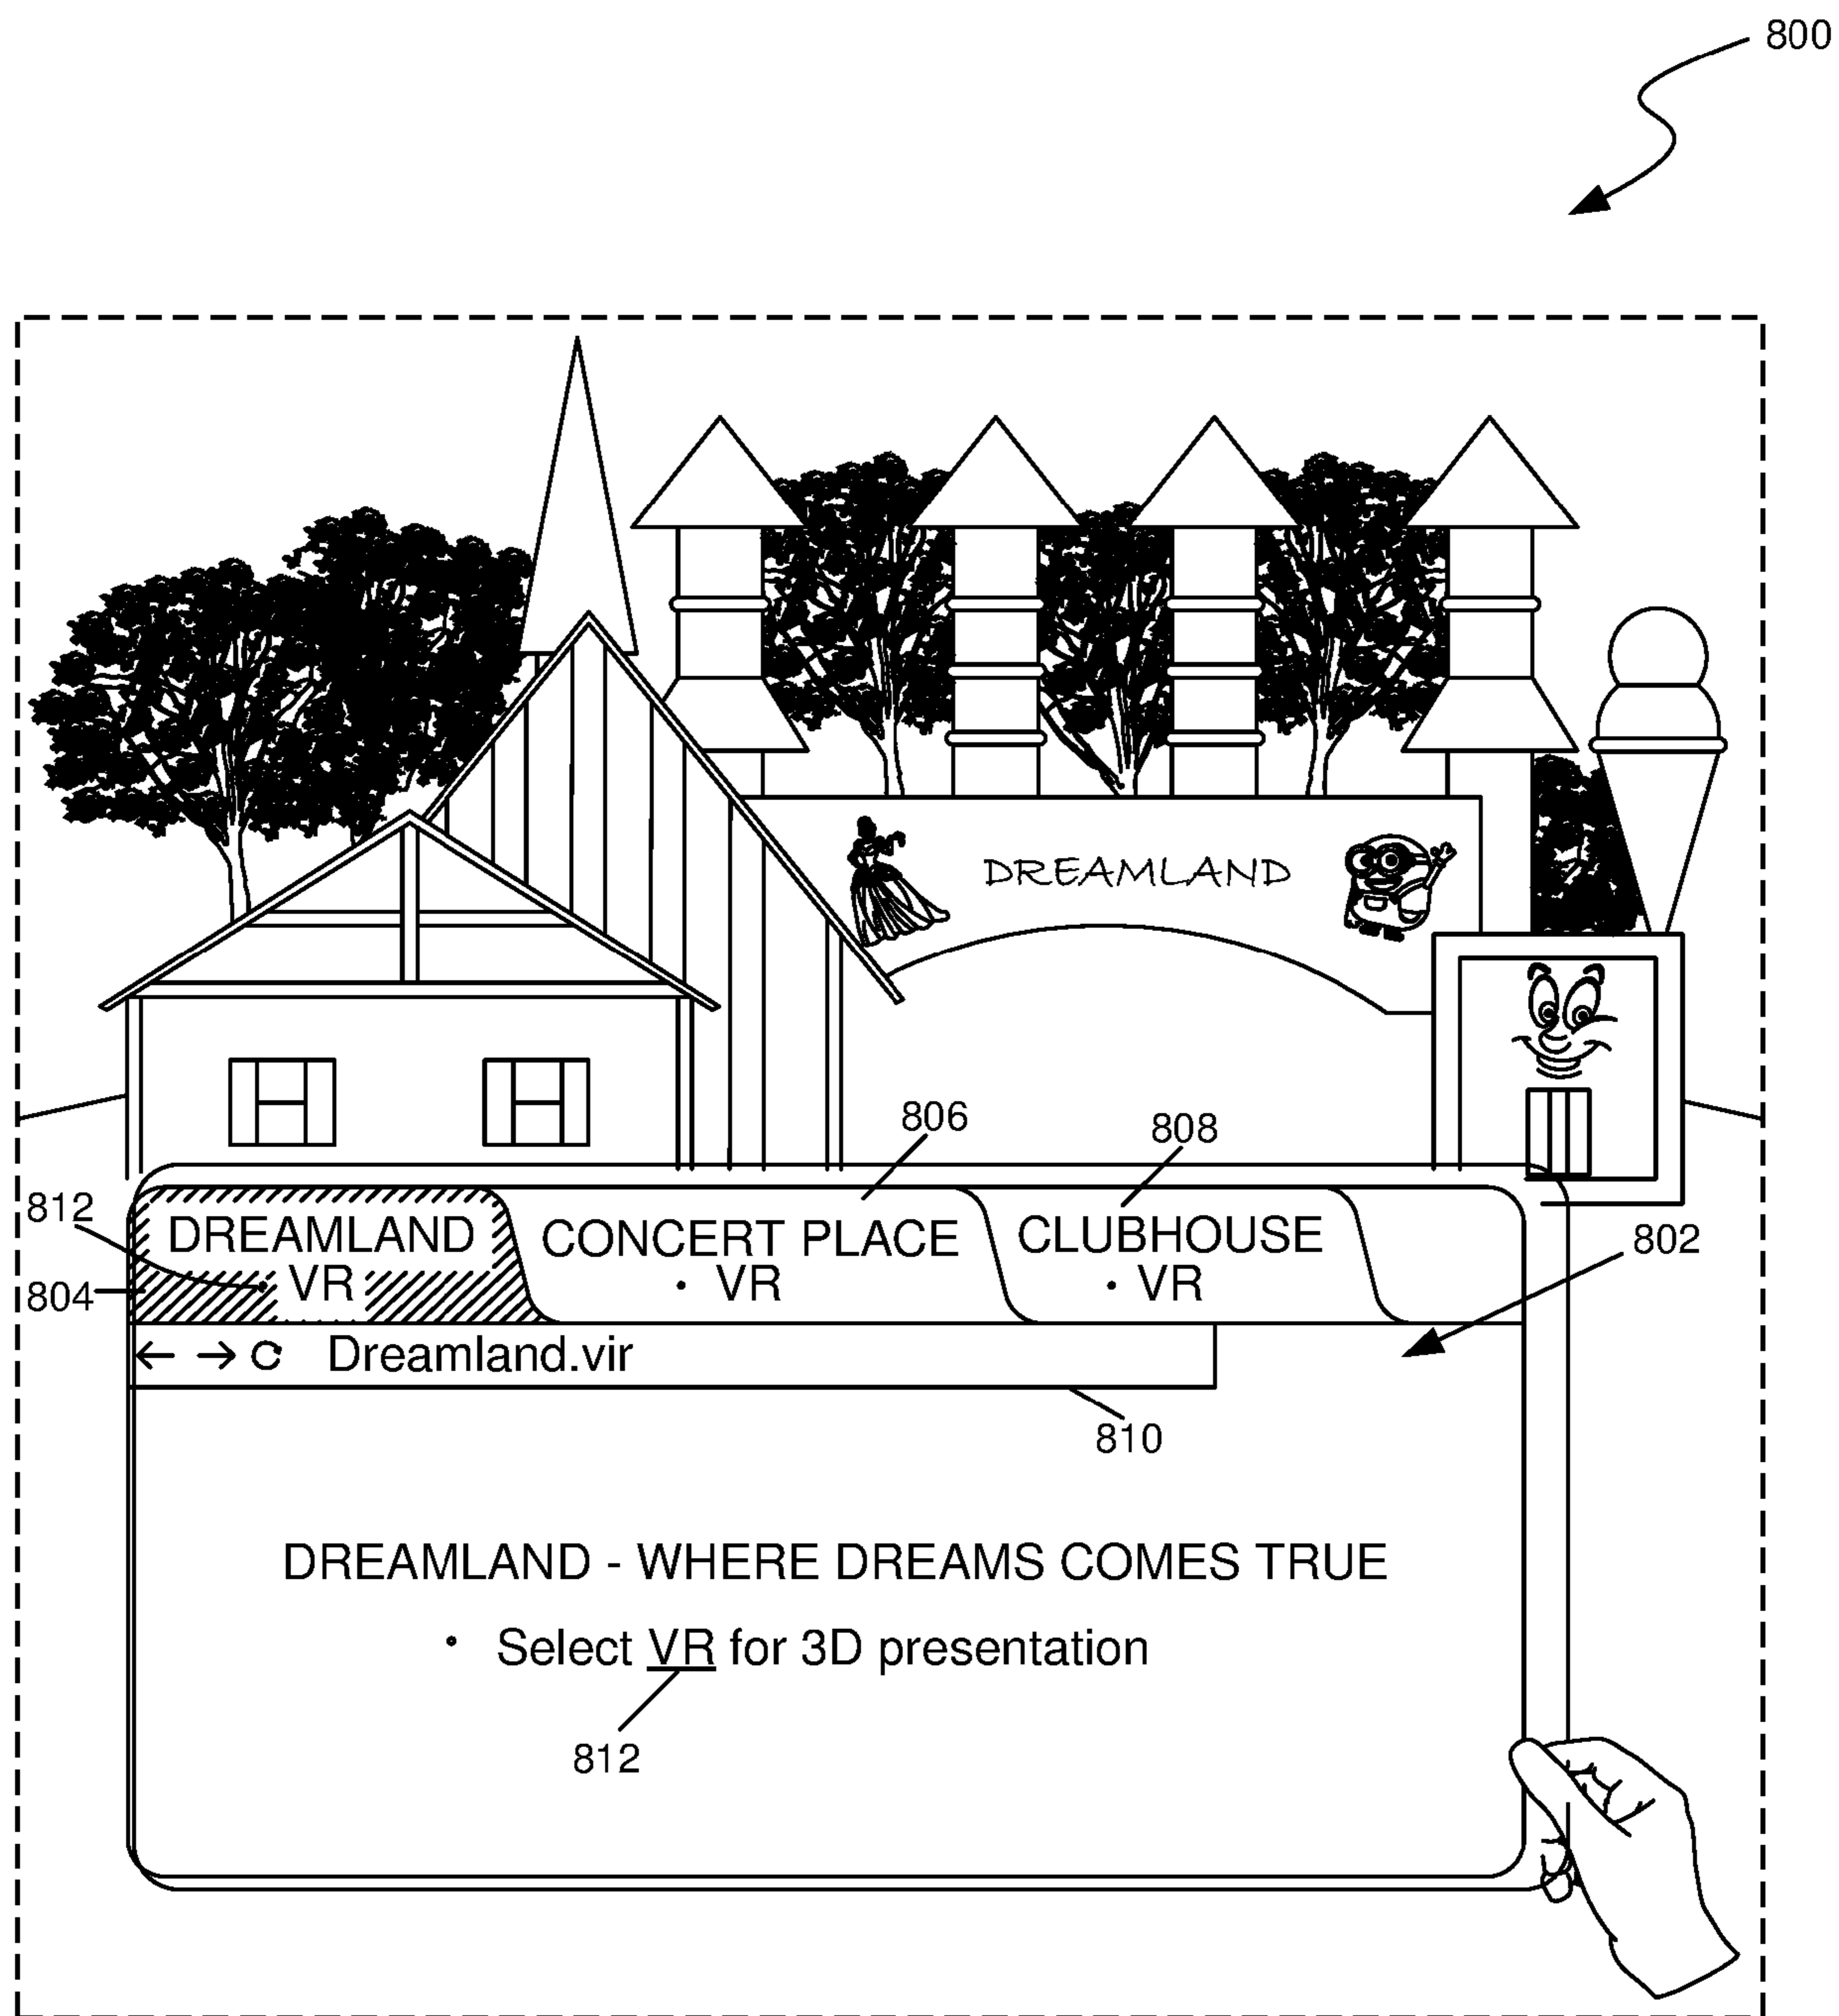 800
DREAMLAND
806
808
812
DREAMLAND
CONCERT PLACE
CLUBHOUSE
802
• VR
• VR
• VR
804
Dreamland.vir
810
DREAMLAND - WHERE DREAMS COMES TRUE
• Select VR for 3D presentation
812